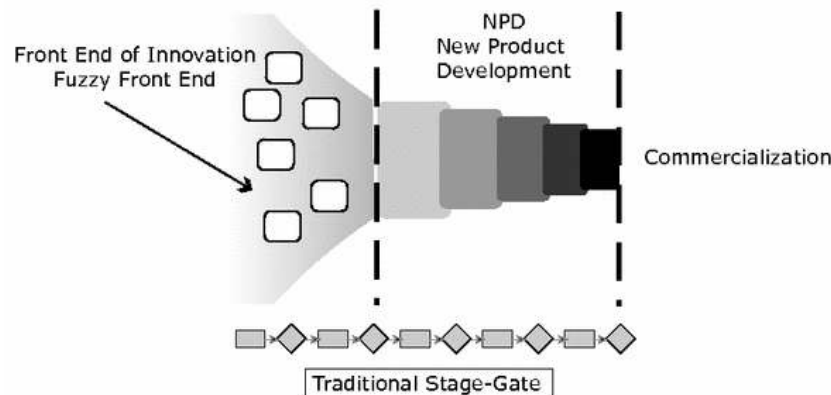 Front End of Innovation
Fuzzy Front End
NPD
New Product
Development
Commercialization
Traditional Stage-Gate